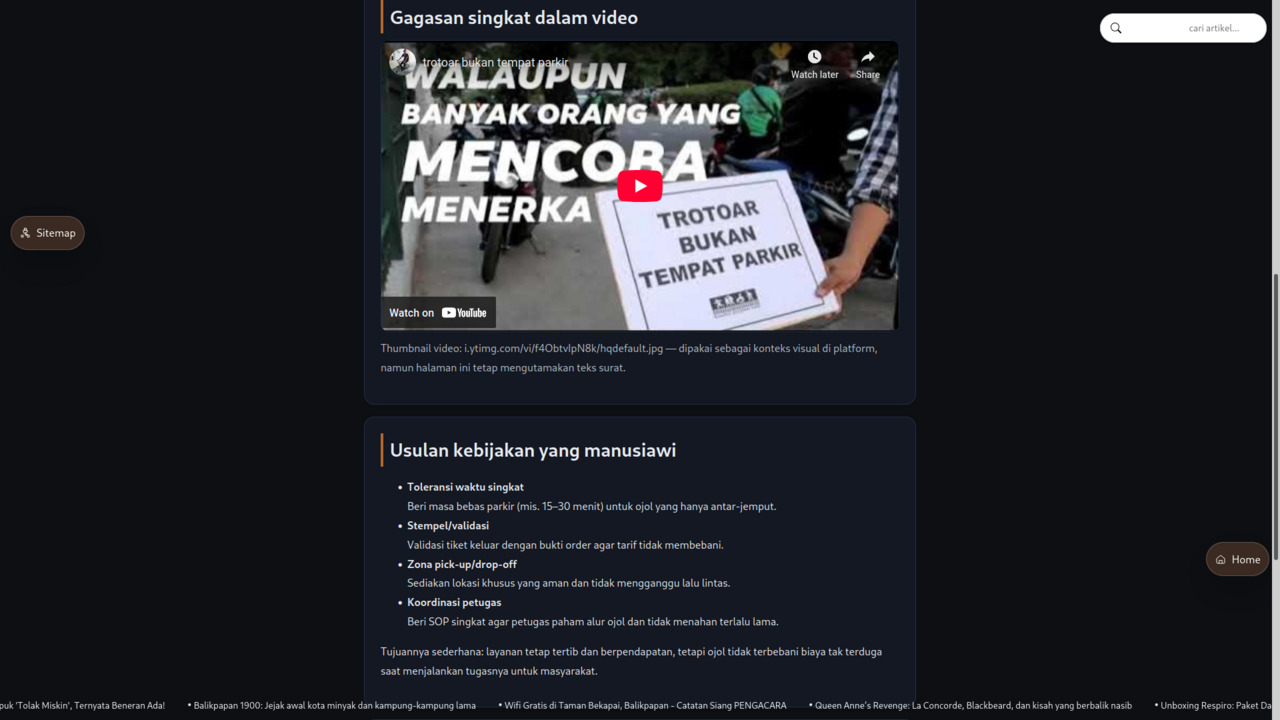 Gagasan singkat dalam video
cari artikel...
trotoar bukan tempat parkir
Watch later
Share
WALAUPUN
BANYAK ORANG YANG
MENCOBA
MENERKA
TROTOAR
BUKAN
TEMPAT PARKIR
Watch on YouTube
Sitemap
Thumbnail video: i.ytimg.com/vi/f4ObtvIpN8k/hqdefault.jpg — dipakai sebagai konteks visual di platform,
namun halaman ini tetap mengutamakan teks surat.
Usulan kebijakan yang manusiawi
• Toleransi waktu singkat
Beri masa bebas parkir (mis. 15–30 menit) untuk ojol yang hanya antar-jemput.
• Stempel/validasi
Validasi tiket keluar dengan bukti order agar tarif tidak membebani.
• Zona pick-up/drop-off
Sediakan lokasi khusus yang aman dan tidak mengganggu lalu lintas.
• Koordinasi petugas
Beri SOP singkat agar petugas paham alur ojol dan tidak menahan terlalu lama.
Home
Tujuannya sederhana: layanan tetap tertib dan berpendapatan, tetapi ojol tidak terbebani biaya tak terduga
saat menjalankan tugasnya untuk masyarakat.
puk 'Tolak Miskin', Ternyata Beneran Ada! • Balikpapan 1900: Jejak awal kota minyak dan kampung-kampung lama • Wifi Gratis di Taman Bekapai, Balikpapan - Catatan Siang PENGACARA • Queen Anne's Revenge: La Concorde, Blackbeard, dan kisah yang berbalik nasib • Unboxing Respiro: Paket Da